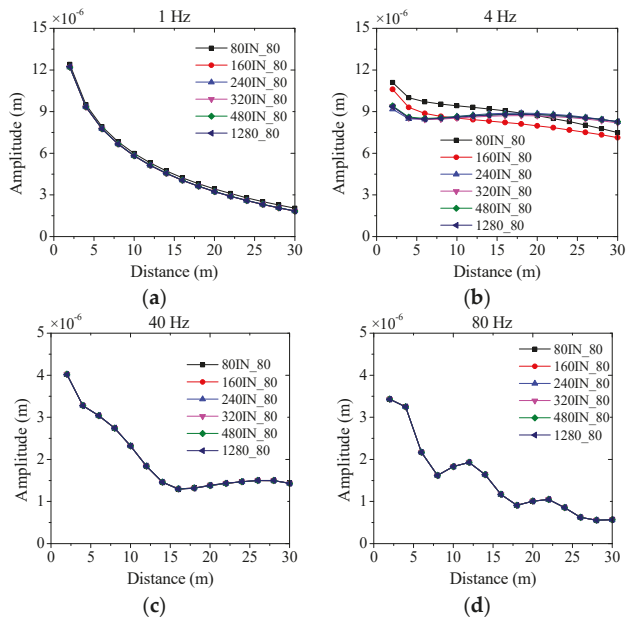 1 Hz
×10⁻⁶
15
12
9
6
3
0
Amplitude (m)
80IN_80
160IN_80
240IN_80
320IN_80
480IN_80
1280_80
0 5 10 15 20 25 30
Distance (m)
(a)
4 Hz
×10⁻⁶
15
12
9
6
3
0
Amplitude (m)
80IN_80
160IN_80
240IN_80
320IN_80
480IN_80
1280_80
0 5 10 15 20 25 30
Distance (m)
(b)
40 Hz
×10⁻⁶
5
4
3
2
1
0
Amplitude (m)
80IN_80
160IN_80
240IN_80
320IN_80
480IN_80
1280_80
0 5 10 15 20 25 30
Distance (m)
(c)
80 Hz
×10⁻⁶
5
4
3
2
1
0
Amplitude (m)
80IN_80
160IN_80
240IN_80
320IN_80
480IN_80
1280_80
0 5 10 15 20 25 30
Distance (m)
(d)